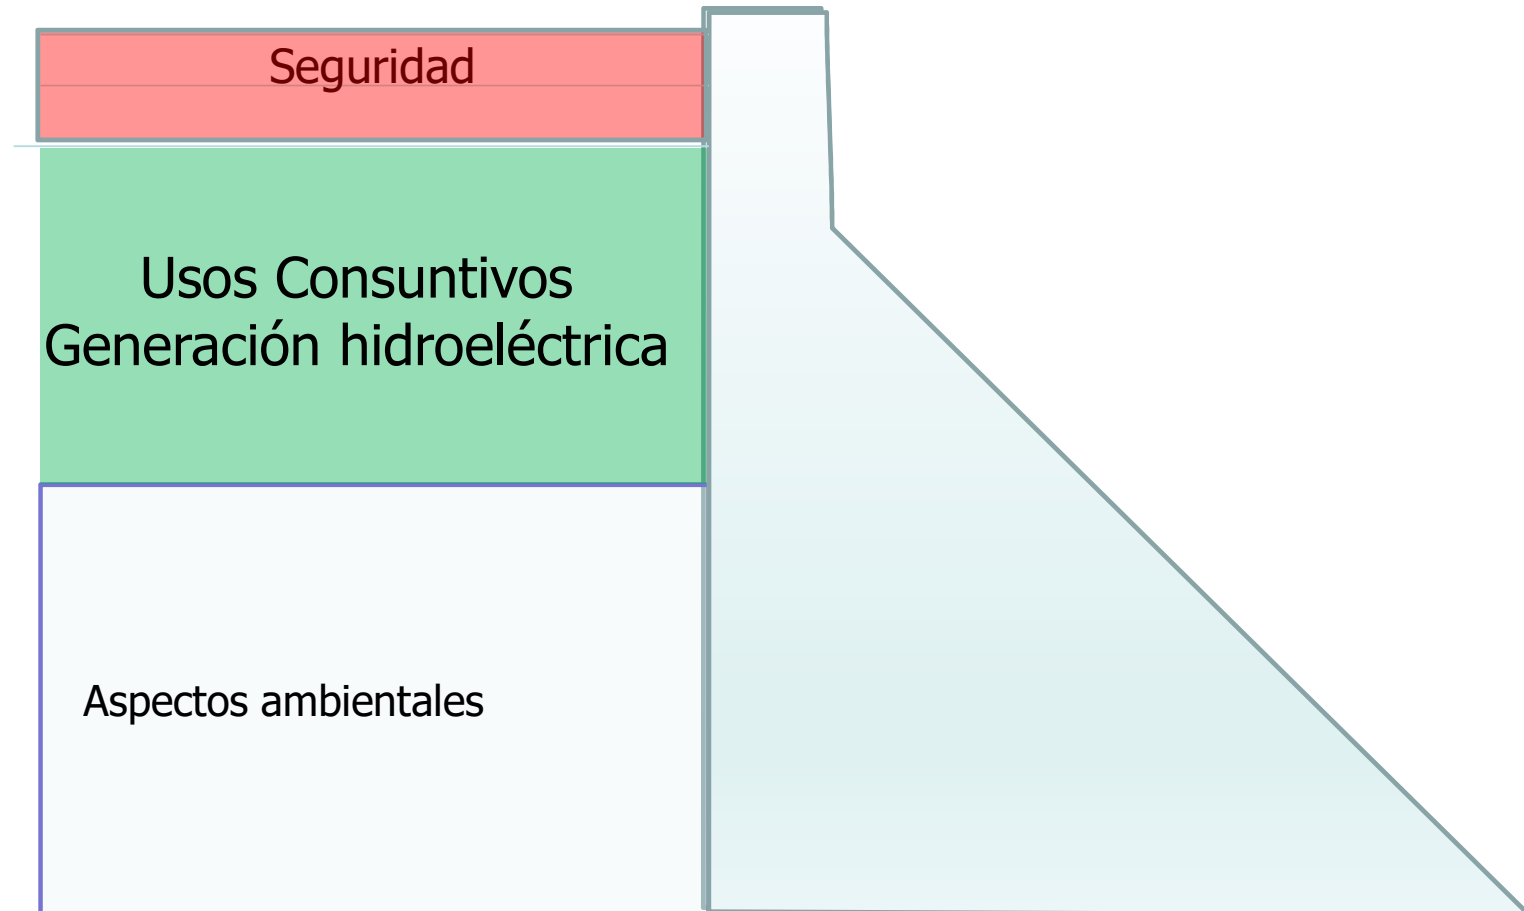 Seguridad
Usos Consuntivos
Generación hidroeléctrica
Aspectos ambientales